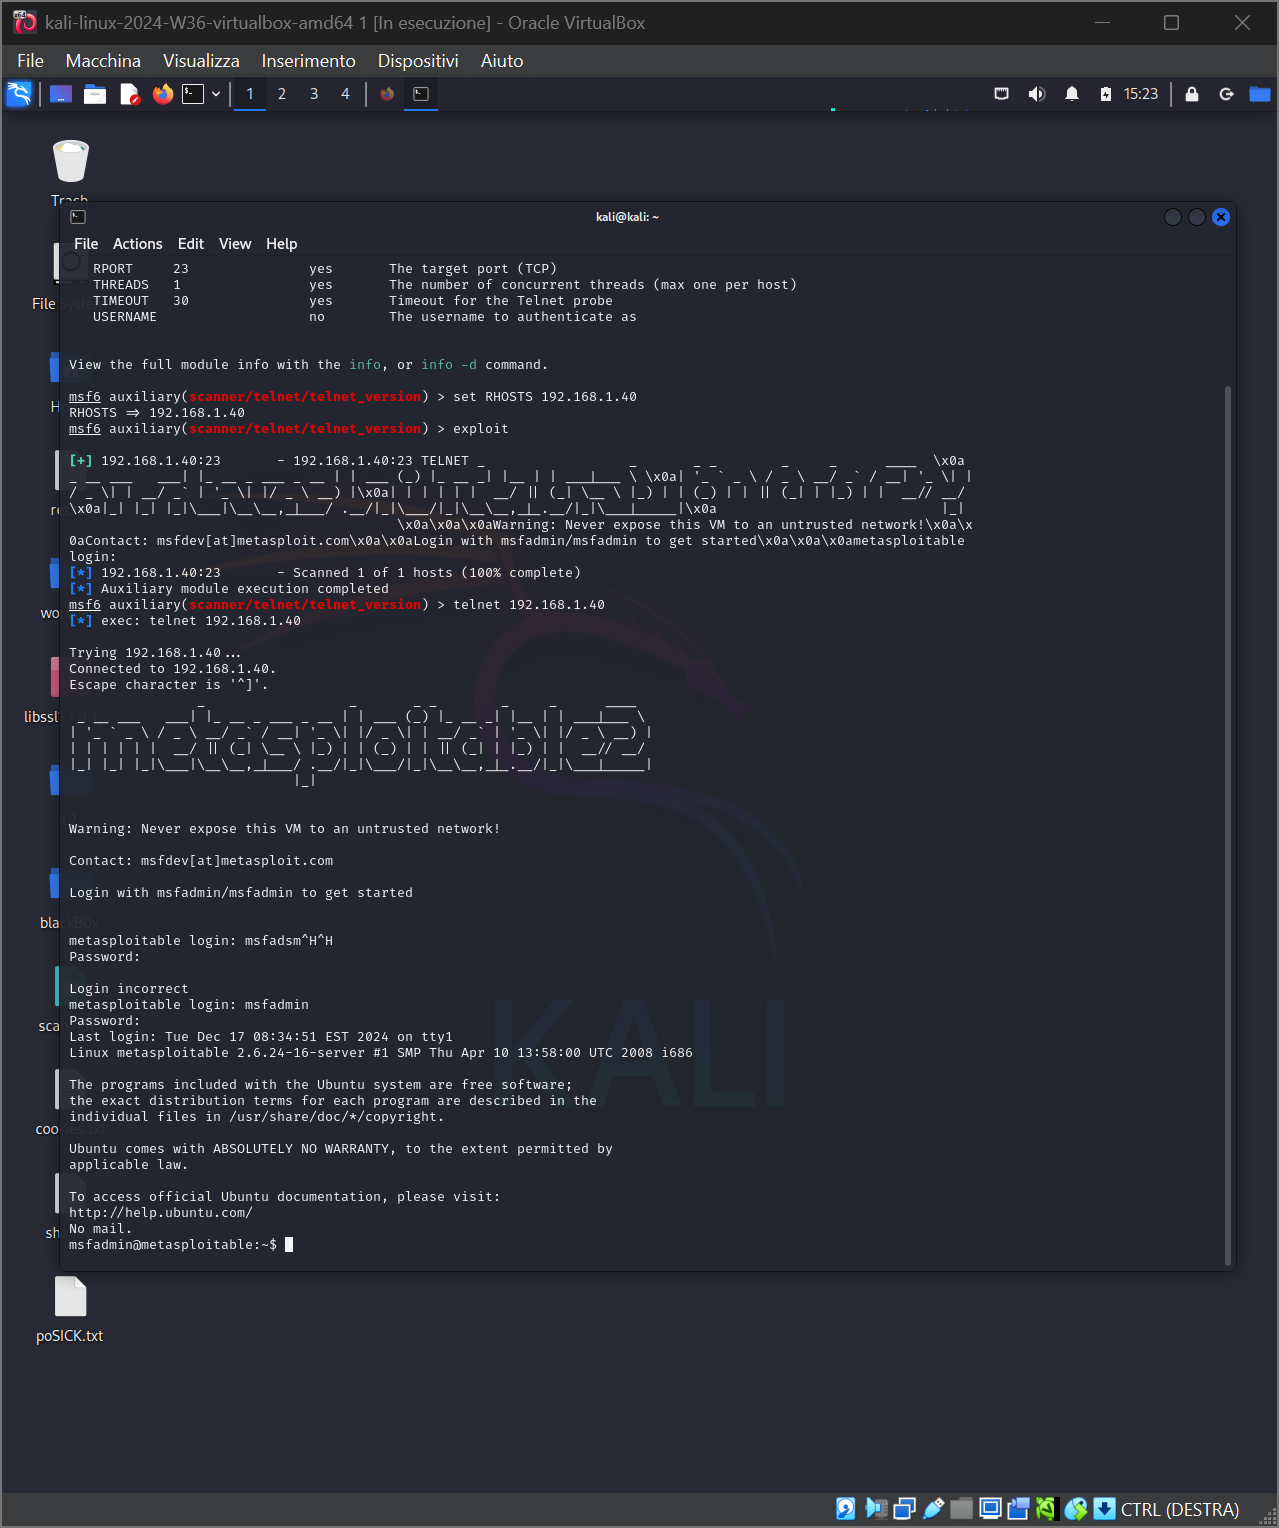 kali-linux-2024-W36-virtualbox-amd64 1 [In esecuzione] - Oracle VirtualBox
File Macchina Visualizza Inserimento Dispositivi Aiuto
1 2 3 4 15:23
Trash
kali@kali: ~
File Actions Edit View Help
RPORT 23 yes The target port (TCP)
THREADS 1 yes The number of concurrent threads (max one per host)
TIMEOUT 30 yes Timeout for the Telnet probe
USERNAME no The username to authenticate as
View the full module info with the info, or info -d command.
msf6 auxiliary(scanner/telnet/telnet_version) > set RHOSTS 192.168.1.40
RHOSTS => 192.168.1.40
msf6 auxiliary(scanner/telnet/telnet_version) > exploit
[+] 192.168.1.40:23 - 192.168.1.40:23 TELNET
\x0a\x0a\x0aWarning: Never expose this VM to an untrusted network!\x0a\x
0aContact: msfdev[at]metasploit.com\x0a\x0aLogin with msfadmin/msfadmin to get started\x0a\x0a\x0ametasploitable
login:
[*] 192.168.1.40:23 - Scanned 1 of 1 hosts (100% complete)
[*] Auxiliary module execution completed
msf6 auxiliary(scanner/telnet/telnet_version) > telnet 192.168.1.40
[*] exec: telnet 192.168.1.40
Trying 192.168.1.40...
Connected to 192.168.1.40.
Escape character is '^]'.
metasploitable2
Warning: Never expose this VM to an untrusted network!
Contact: msfdev[at]metasploit.com
Login with msfadmin/msfadmin to get started
metasploitable login: msfadsm^H^H
Password:
Login incorrect
metasploitable login: msfadmin
Password:
Last login: Tue Dec 17 08:34:51 EST 2024 on tty1
Linux metasploitable 2.6.24-16-server #1 SMP Thu Apr 10 13:58:00 UTC 2008 i686
The programs included with the Ubuntu system are free software;
the exact distribution terms for each program are described in the
individual files in /usr/share/doc/*/copyright.
Ubuntu comes with ABSOLUTELY NO WARRANTY, to the extent permitted by
applicable law.
To access official Ubuntu documentation, please visit:
http://help.ubuntu.com/
No mail.
msfadmin@metasploitable:~$
KALI
File System
blackB0x
cookies.txt
poSICK.txt
CTRL (DESTRA)